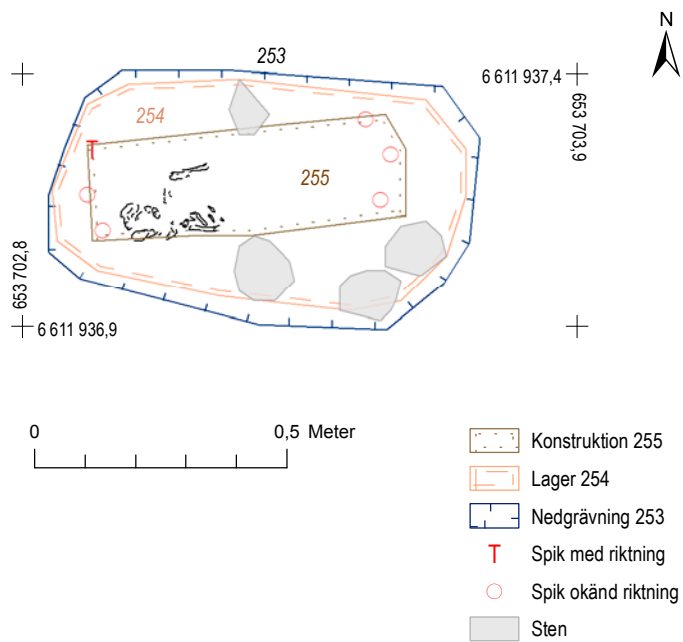 N
253
6 611 937,4
653 703,9
254
255
653 702,8
6 611 936,9
0 0,5 Meter
Konstruktion 255
Lager 254
Nedgrävning 253
T Spik med riktning
Spik okänd riktning
Sten